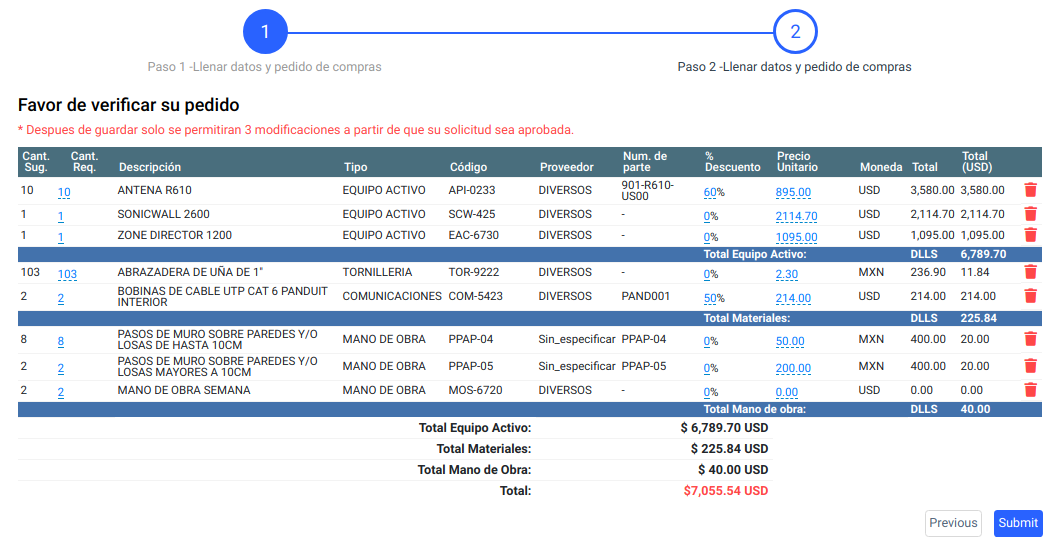 1
2
Paso 1 -Llenar datos y pedido de compras
Paso 2 -Llenar datos y pedido de compras
Favor de verificar su pedido
* Despues de guardar solo se permitiran 3 modificaciones a partir de que su solicitud sea aprobada.
Cant. Sug. Cant. Req. Descripción Tipo Código Proveedor Num. de parte % Descuento Precio Unitario Moneda Total Total (USD)
10 10 ANTENA R610 EQUIPO ACTIVO API-0233 DIVERSOS 901-R610-US00 60% 895.00 USD 3,580.00 3,580.00
1 1 SONICWALL 2600 EQUIPO ACTIVO SCW-425 DIVERSOS - 0% 2114.70 USD 2,114.70 2,114.70
1 1 ZONE DIRECTOR 1200 EQUIPO ACTIVO EAC-6730 DIVERSOS - 0% 1095.00 USD 1,095.00 1,095.00
Total Equipo Activo: DLLS 6,789.70
103 103 ABRAZADERA DE UÑA DE 1" TORNILLERIA TOR-9222 DIVERSOS - 0% 2.30 MXN 236.90 11.84
2 2 BOBINAS DE CABLE UTP CAT 6 PANDUIT INTERIOR COMUNICACIONES COM-5423 DIVERSOS PAND001 50% 214.00 USD 214.00 214.00
Total Materiales: DLLS 225.84
8 8 PASOS DE MURO SOBRE PAREDES Y/O LOSAS DE HASTA 10CM MANO DE OBRA PPAP-04 Sin_especificar PPAP-04 0% 50.00 MXN 400.00 20.00
2 2 PASOS DE MURO SOBRE PAREDES Y/O LOSAS MAYORES A 10CM MANO DE OBRA PPAP-05 Sin_especificar PPAP-05 0% 200.00 MXN 400.00 20.00
2 2 MANO DE OBRA SEMANA MANO DE OBRA MOS-6720 DIVERSOS - 0% 0.00 USD 0.00 0.00
Total Mano de obra: DLLS 40.00
Total Equipo Activo: $ 6,789.70 USD
Total Materiales: $ 225.84 USD
Total Mano de Obra: $ 40.00 USD
Total: $7,055.54 USD
Previous
Submit